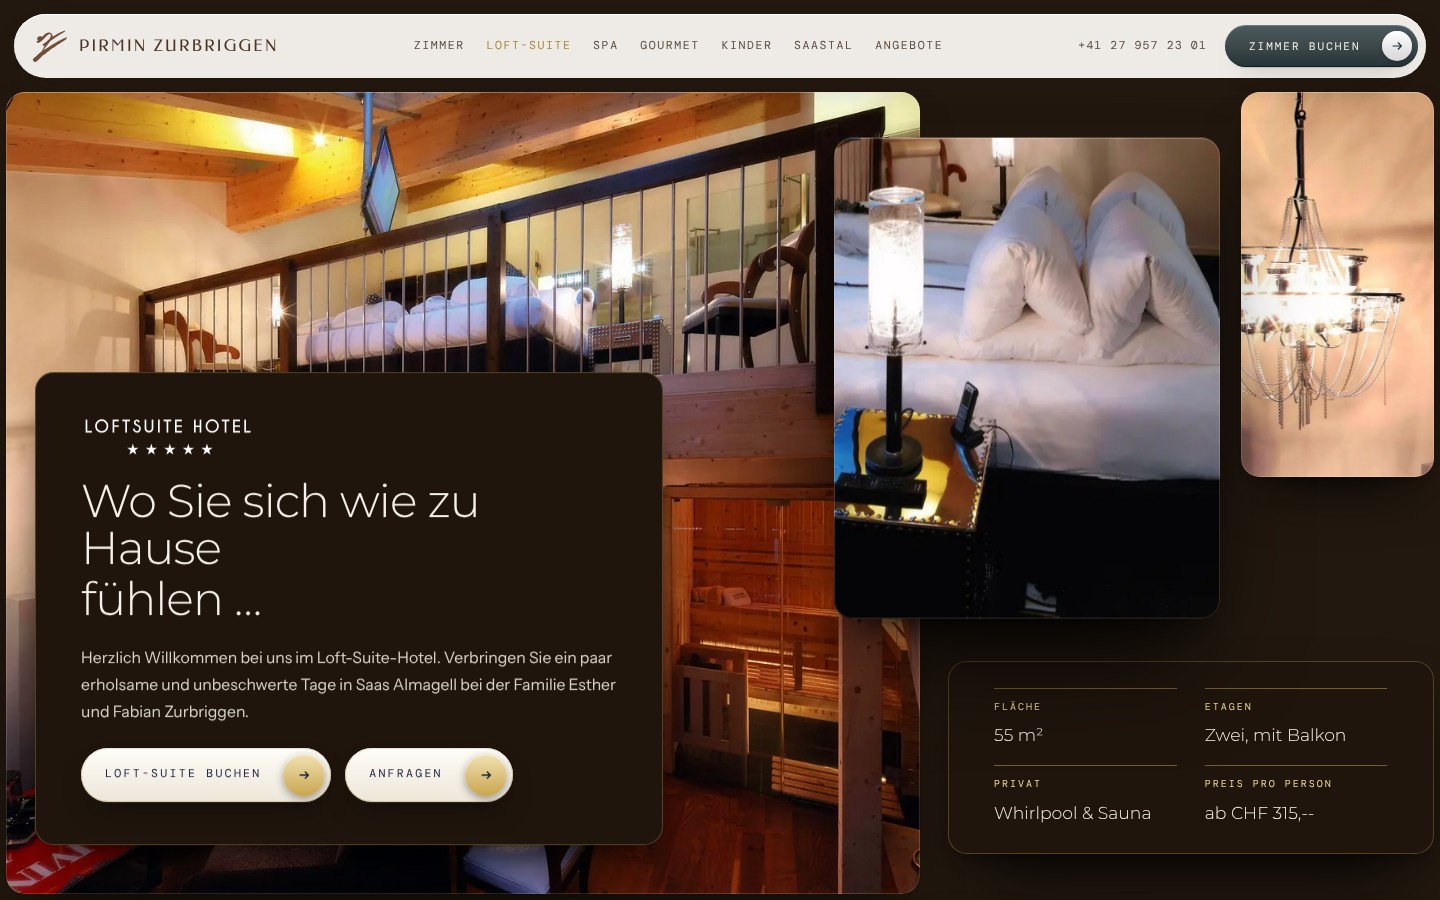 PIRMIN ZURBRIGGEN
ZIMMER LOFT-SUITE SPA GOURMET KINDER SAASTAL ANGEBOTE
+41 27 957 23 01
ZIMMER BUCHEN
LOFTSUITE HOTEL
★★★★★
Wo Sie sich wie zu
Hause
fühlen ...
Herzlich Willkommen bei uns im Loft-Suite-Hotel. Verbringen Sie ein paar
erholsame und unbeschwerte Tage in Saas Almagell bei der Familie Esther
und Fabian Zurbriggen.
LOFT-SUITE BUCHEN
ANFRAGEN
FLÄCHE
55 m²
ETAGEN
Zwei, mit Balkon
PRIVAT
Whirlpool & Sauna
PREIS PRO PERSON
ab CHF 315,--